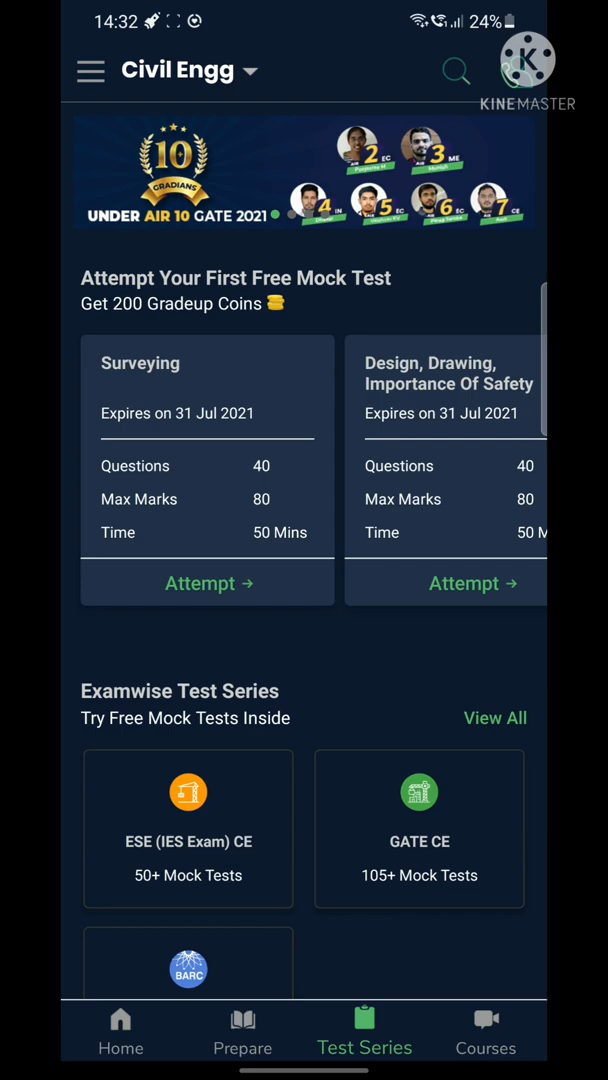 14:32
24%
Civil Engg
KINEMASTER
10
GRADIANS
UNDER AIR 10 GATE 2021
2 EC
3 ME
4 IN
5 EC
6 EC
7 CE
Attempt Your First Free Mock Test
Get 200 Gradeup Coins
Surveying
Expires on 31 Jul 2021
Questions 40
Max Marks 80
Time 50 Mins
Attempt →
Design, Drawing,
Importance Of Safety
Expires on 31 Jul 2021
Questions 40
Max Marks 80
Time 50 M
Attempt →
Examwise Test Series
Try Free Mock Tests Inside
View All
ESE (IES Exam) CE
50+ Mock Tests
GATE CE
105+ Mock Tests
BARC
Home
Prepare
Test Series
Courses